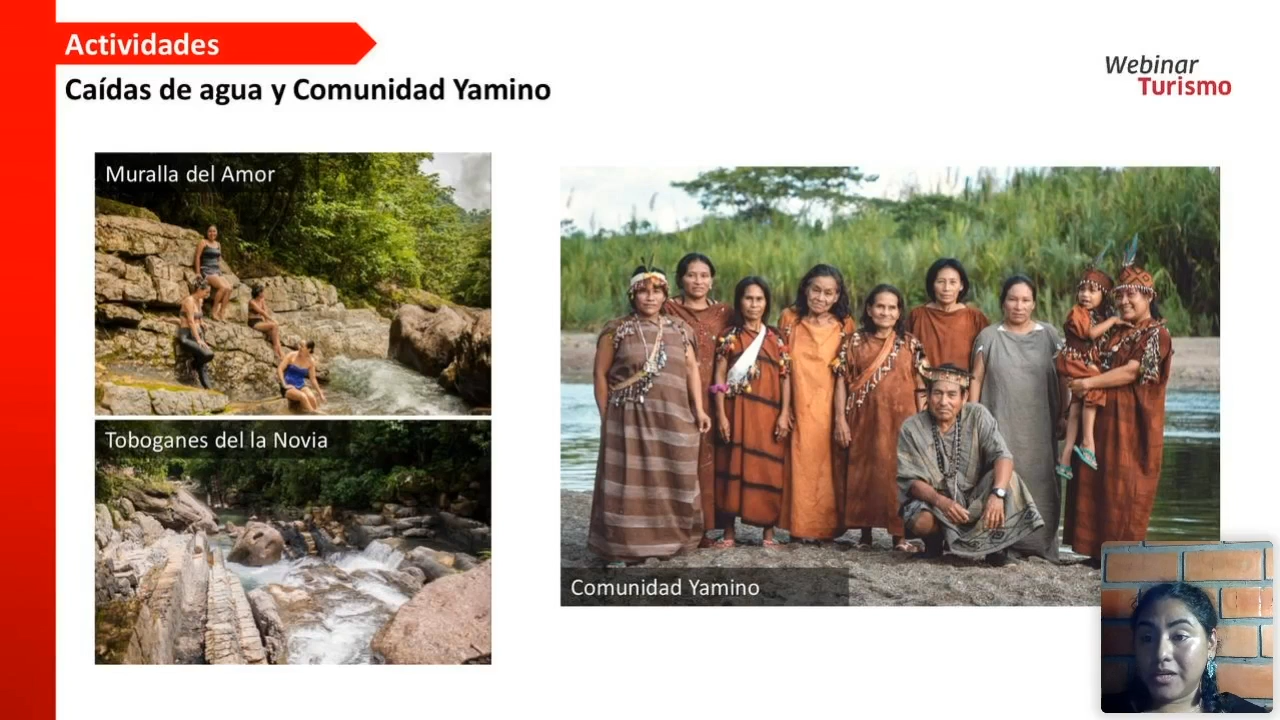 Actividades
Caídas de agua y Comunidad Yamino
Webinar
Turismo
Muralla del Amor
Toboganes del la Novia
Comunidad Yamino